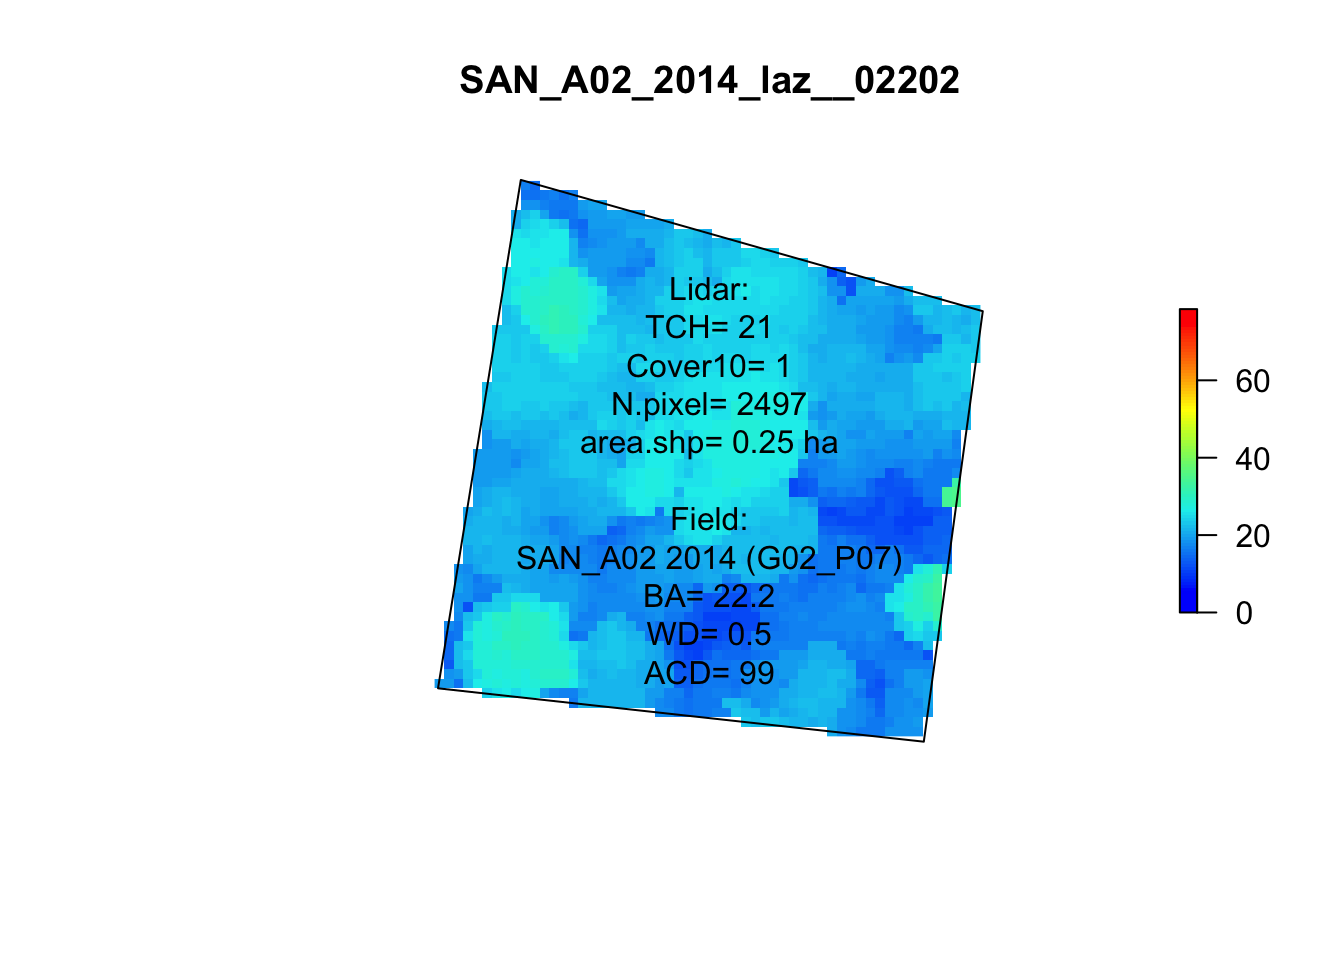 SAN_A02_2014_laz__02202
Lidar:
TCH= 21
Cover10= 1
N.pixel= 2497
area.shp= 0.25 ha
Field:
SAN_A02 2014 (G02_P07)
BA= 22.2
WD= 0.5
ACD= 99
60
40
20
0